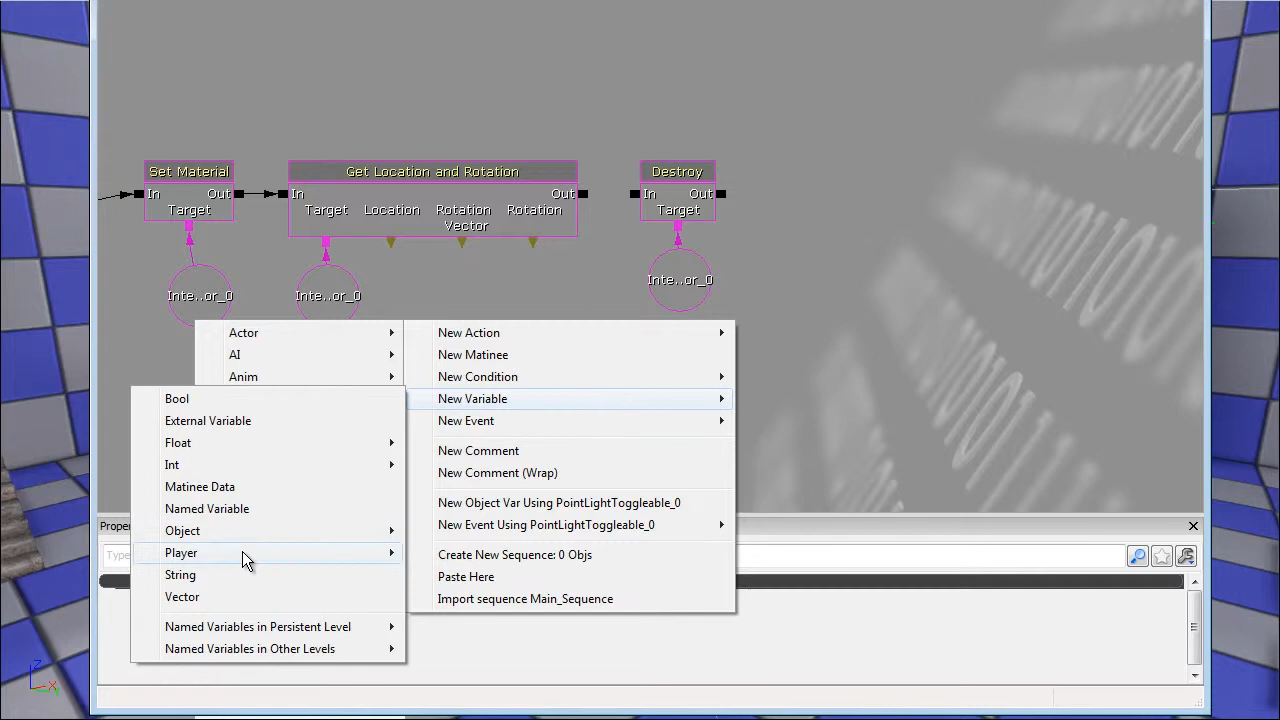 Set Material
In Out
Target
Inte..or_0
Get Location and Rotation
In Out
Target Location Rotation Vector Rotation
Inte..or_0
Destroy
In Out
Target
Inte..or_0
Actor
AI
Anim
New Action
New Matinee
New Condition
New Variable
New Event
New Comment
New Comment (Wrap)
New Object Var Using PointLightToggleable_0
New Event Using PointLightToggleable_0
Create New Sequence: 0 Objs
Paste Here
Import sequence Main_Sequence
Bool
External Variable
Float
Int
Matinee Data
Named Variable
Object
Player
String
Vector
Named Variables in Persistent Level
Named Variables in Other Levels
Prope
Type
Z
X